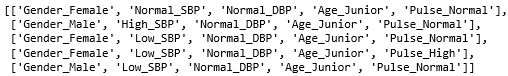 [['Gender_Female', 'Normal_SBP', 'Normal_DBP', 'Age_Junior', 'Pulse_Normal'],
['Gender_Male', 'High_SBP', 'Normal_DBP', 'Age_Junior', 'Pulse_Normal'],
['Gender_Female', 'Low_SBP', 'Normal_DBP', 'Age_Junior', 'Pulse_Normal'],
['Gender_Female', 'Low_SBP', 'Normal_DBP', 'Age_Junior', 'Pulse_High'],
['Gender_Male', 'Low_SBP', 'Normal_DBP', 'Age_Junior', 'Pulse_Normal']]